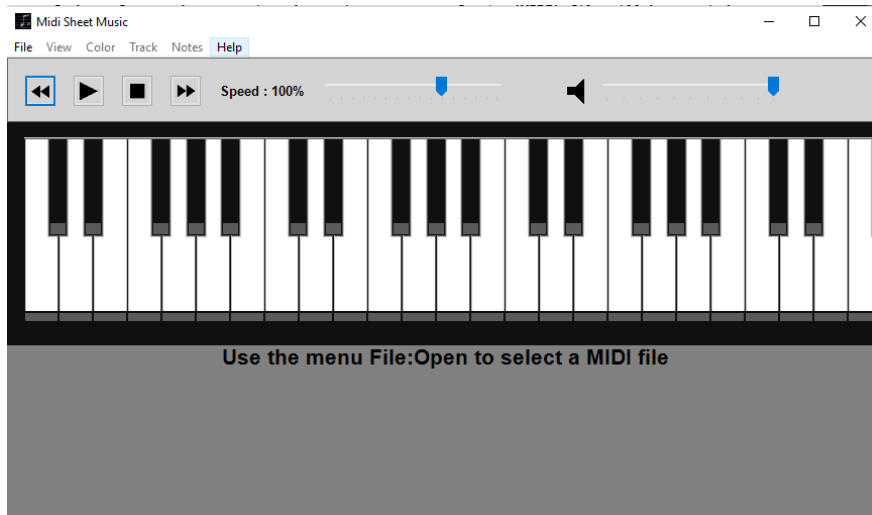 Midi Sheet Music
File View Color Track Notes Help
Speed : 100%
Use the menu File:Open to select a MIDI file